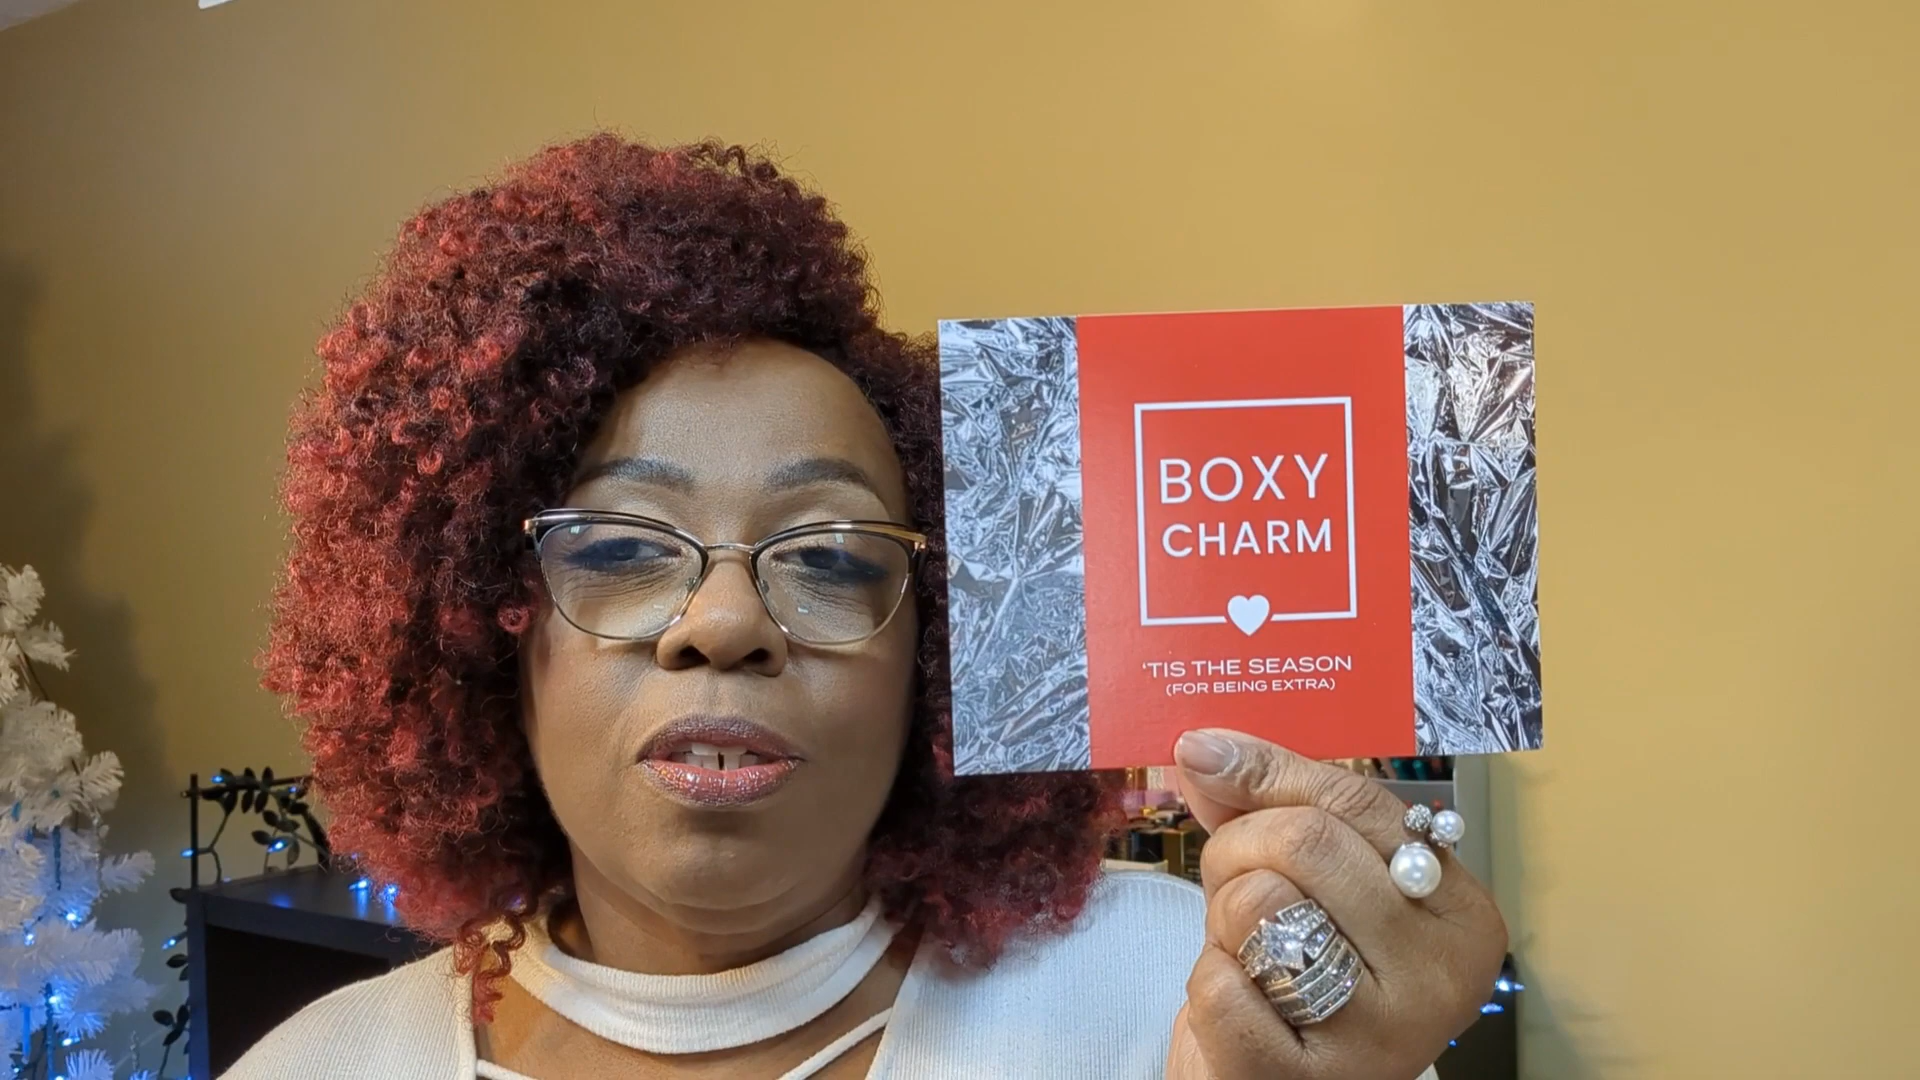 BOXY
CHARM
'TIS THE SEASON
(FOR BEING EXTRA)